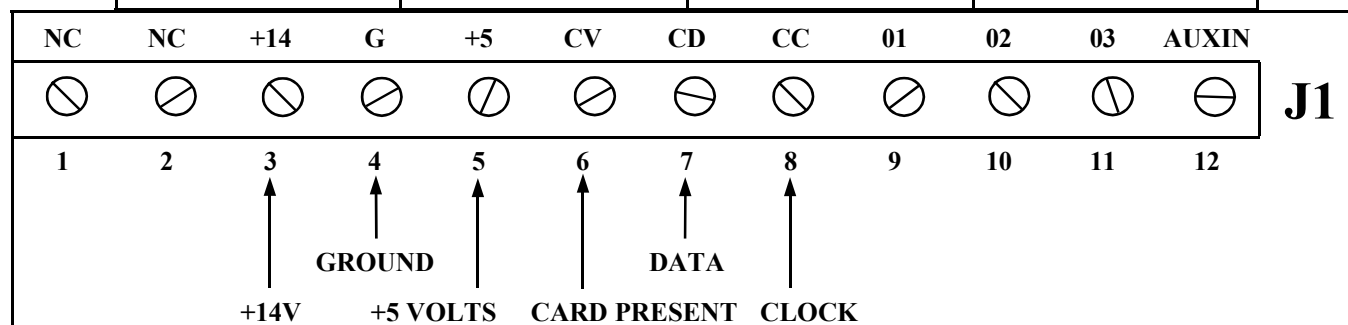 NC NC +14 G +5 CV CD CC 01 02 03 AUXIN
J1
1 2 3 4 5 6 7 8 9 10 11 12
GROUND DATA
+14V +5 VOLTS CARD PRESENT CLOCK